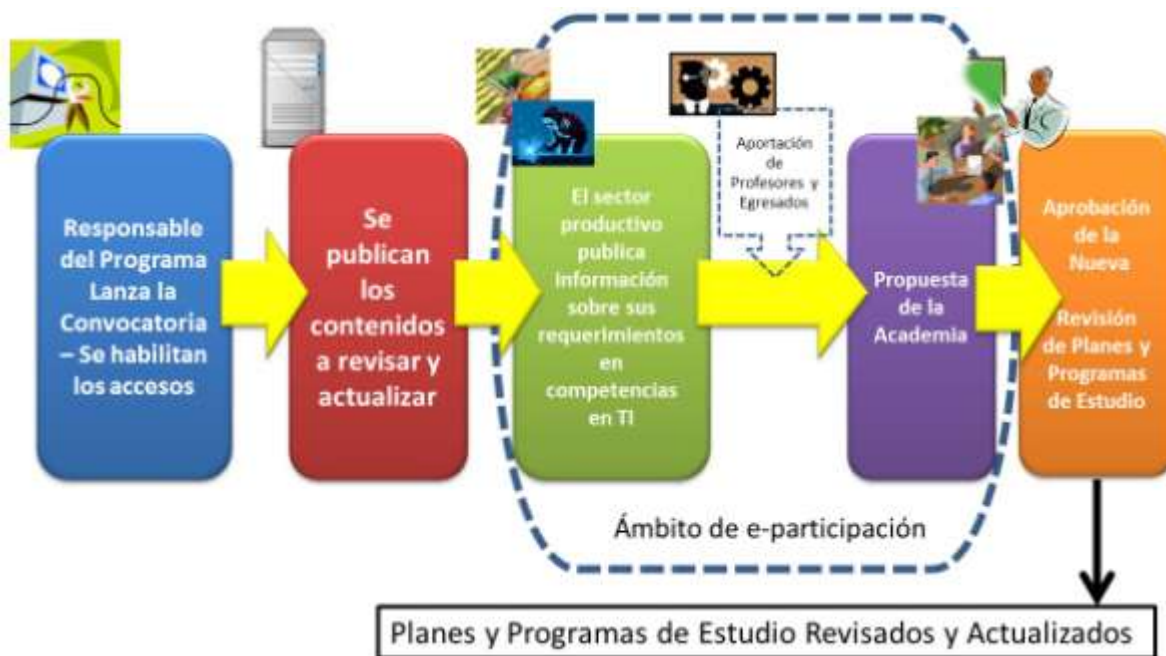 Responsable
del Programa
Lanza la
Convocatoria
– Se habilitan
los accesos
Se
publican
los
contenidos
a revisar y
actualizar
El sector
productivo
publica
información
sobre sus
requerimientos
en
competencias
en TI
Aportación
de
Profesores y
Egresados
Propuesta
de la
Academia
Aprobación
de la
Nueva
Revisión
de Planes y
Programas
de Estudio
Ámbito de e-participación
Planes y Programas de Estudio Revisados y Actualizados